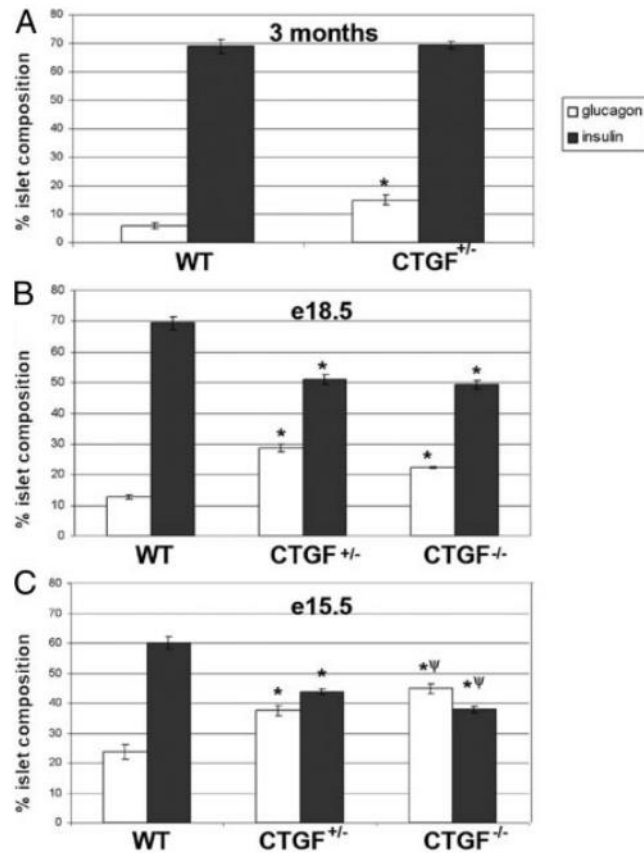 A
3 months
% islet composition
80
70
60
50
40
30
20
10
0
*
WT
CTGF+/-
glucagon
insulin
B
e18.5
% islet composition
80
70
60
50
40
30
20
10
0
*
*
*
*
WT
CTGF +/-
CTGF-/-
C
e15.5
% islet composition
80
70
60
50
40
30
20
10
0
*
*
*Ψ
*Ψ
WT
CTGF+/-
CTGF-/-